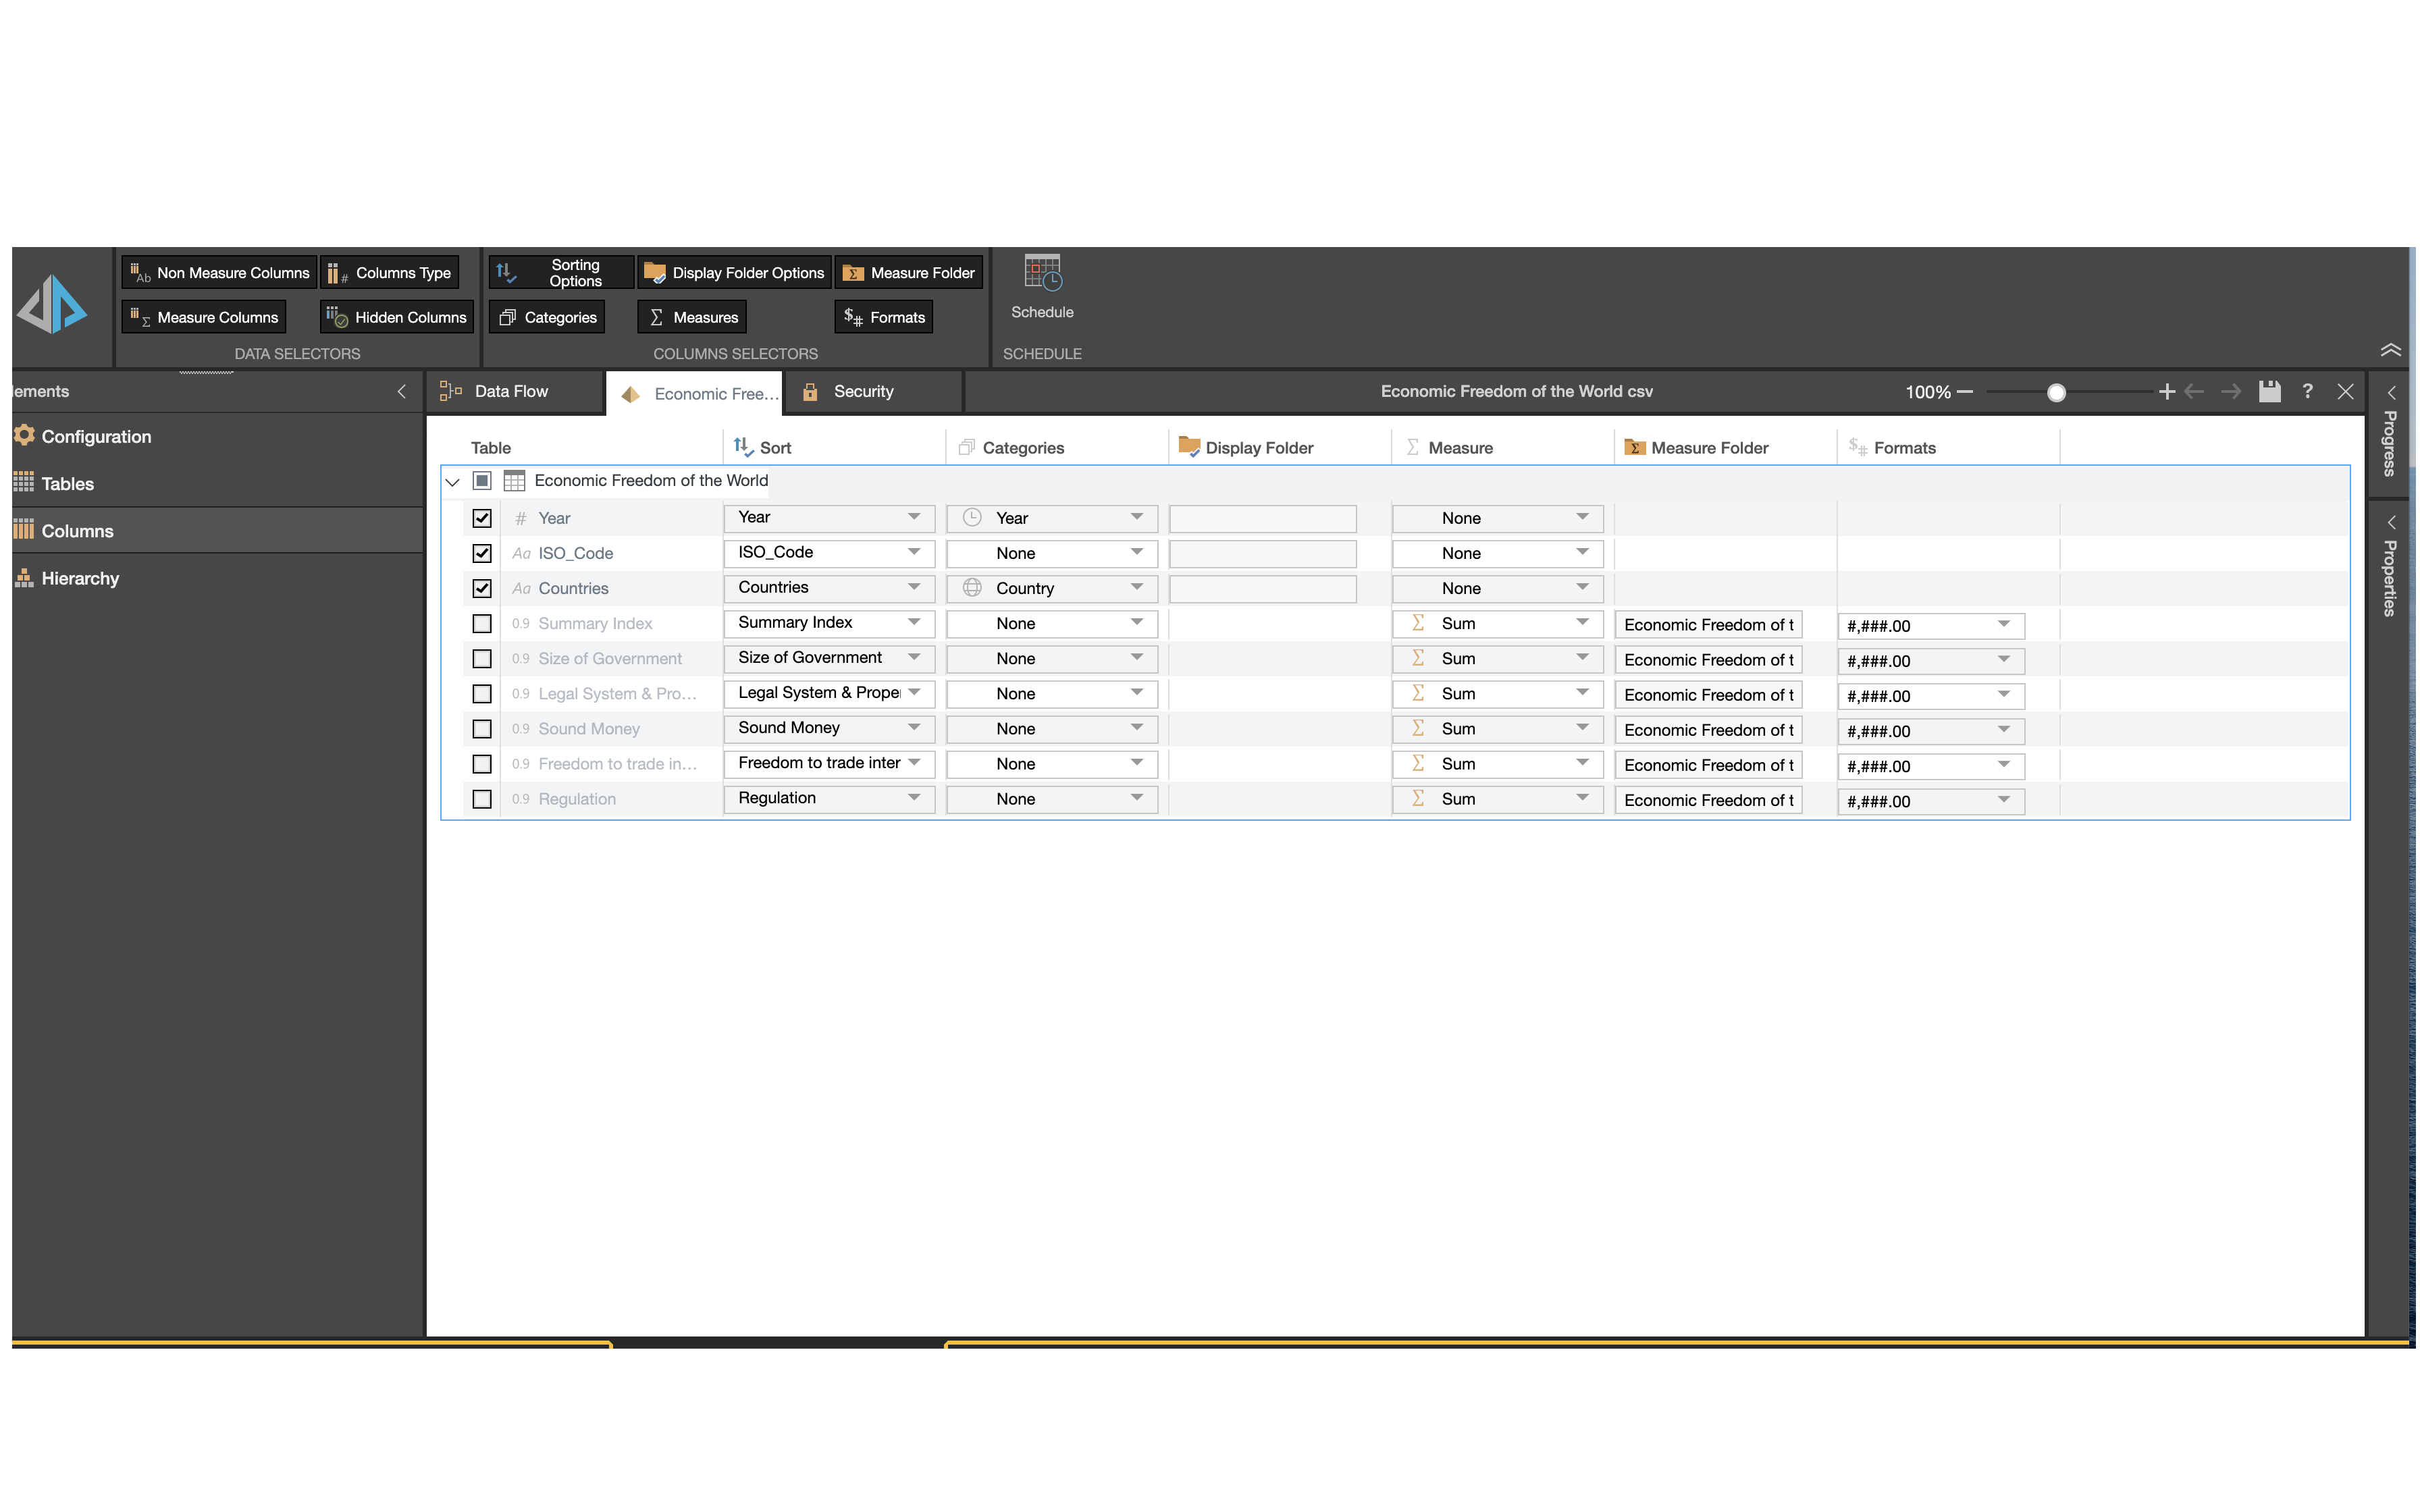 Non Measure Columns
Columns Type
Sorting
Options
Display Folder Options
Measure Folder
Measure Columns
Hidden Columns
Categories
Measures
Formats
Schedule
DATA SELECTORS
COLUMNS SELECTORS
SCHEDULE
lements
Data Flow
Economic Free...
Security
Economic Freedom of the World csv
100%
?
Progress
Properties
Configuration
Tables
Columns
Hierarchy
Table Sort Categories Display Folder Measure Measure Folder Formats
Economic Freedom of the World
# Year Year Year None
Aa ISO_Code ISO_Code None None
Aa Countries Countries Country None
0.9 Summary Index Summary Index None Sum Economic Freedom of t #,###.00
0.9 Size of Government Size of Government None Sum Economic Freedom of t #,###.00
0.9 Legal System & Pro... Legal System & Prope None Sum Economic Freedom of t #,###.00
0.9 Sound Money Sound Money None Sum Economic Freedom of t #,###.00
0.9 Freedom to trade in... Freedom to trade inter None Sum Economic Freedom of t #,###.00
0.9 Regulation Regulation None Sum Economic Freedom of t #,###.00